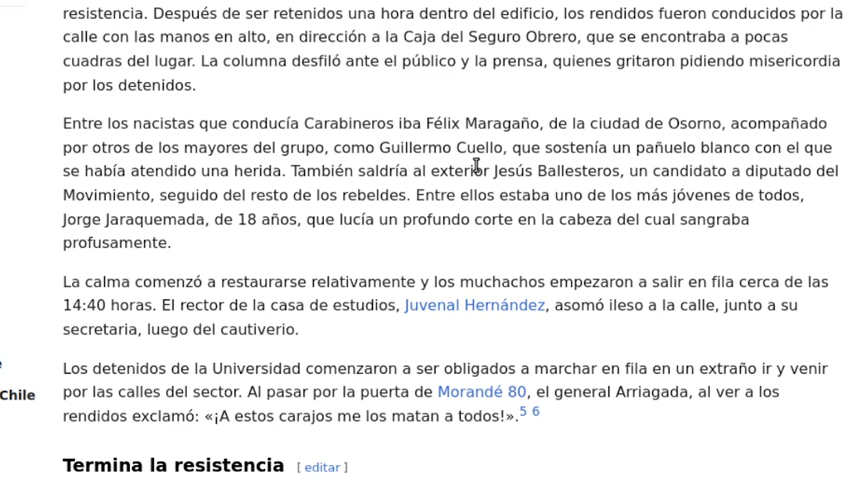 resistencia. Después de ser retenidos una hora dentro del edificio, los rendidos fueron conducidos por la
calle con las manos en alto, en dirección a la Caja del Seguro Obrero, que se encontraba a pocas
cuadras del lugar. La columna desfiló ante el público y la prensa, quienes gritaron pidiendo misericordia
por los detenidos.
Entre los nacistas que conducía Carabineros iba Félix Maragaño, de la ciudad de Osorno, acompañado
por otros de los mayores del grupo, como Guillermo Cuello, que sostenía un pañuelo blanco con el que
se había atendido una herida. También saldría al exterior Jesús Ballesteros, un candidato a diputado del
Movimiento, seguido del resto de los rebeldes. Entre ellos estaba uno de los más jóvenes de todos,
Jorge Jaraquemada, de 18 años, que lucía un profundo corte en la cabeza del cual sangraba
profusamente.
La calma comenzó a restaurarse relativamente y los muchachos empezaron a salir en fila cerca de las
14:40 horas. El rector de la casa de estudios, Juvenal Hernández, asomó ileso a la calle, junto a su
secretaria, luego del cautiverio.
Los detenidos de la Universidad comenzaron a ser obligados a marchar en fila en un extraño ir y venir
por las calles del sector. Al pasar por la puerta de Morandé 80, el general Arriagada, al ver a los
Chile
rendidos exclamó: «¡A estos carajos me los matan a todos!».5 6
Termina la resistencia [ editar ]